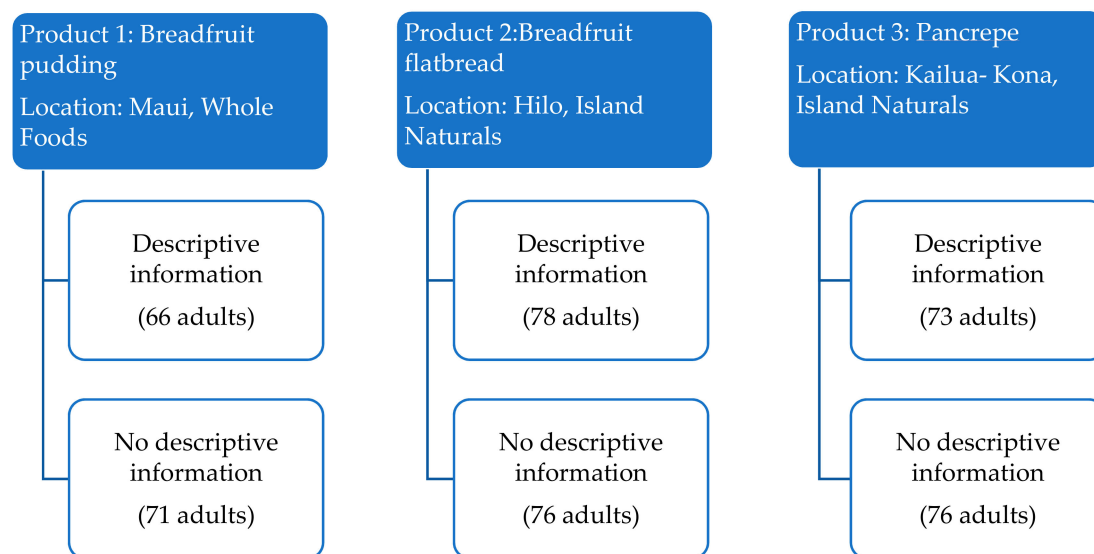 Product 1: Breadfruit
pudding
Location: Maui, Whole
Foods
Descriptive
information
(66 adults)
No descriptive
information
(71 adults)
Product 2:Breadfruit
flatbread
Location: Hilo, Island
Naturals
Descriptive
information
(78 adults)
No descriptive
information
(76 adults)
Product 3: Pancrepe
Location: Kailua- Kona,
Island Naturals
Descriptive
information
(73 adults)
No descriptive
information
(76 adults)